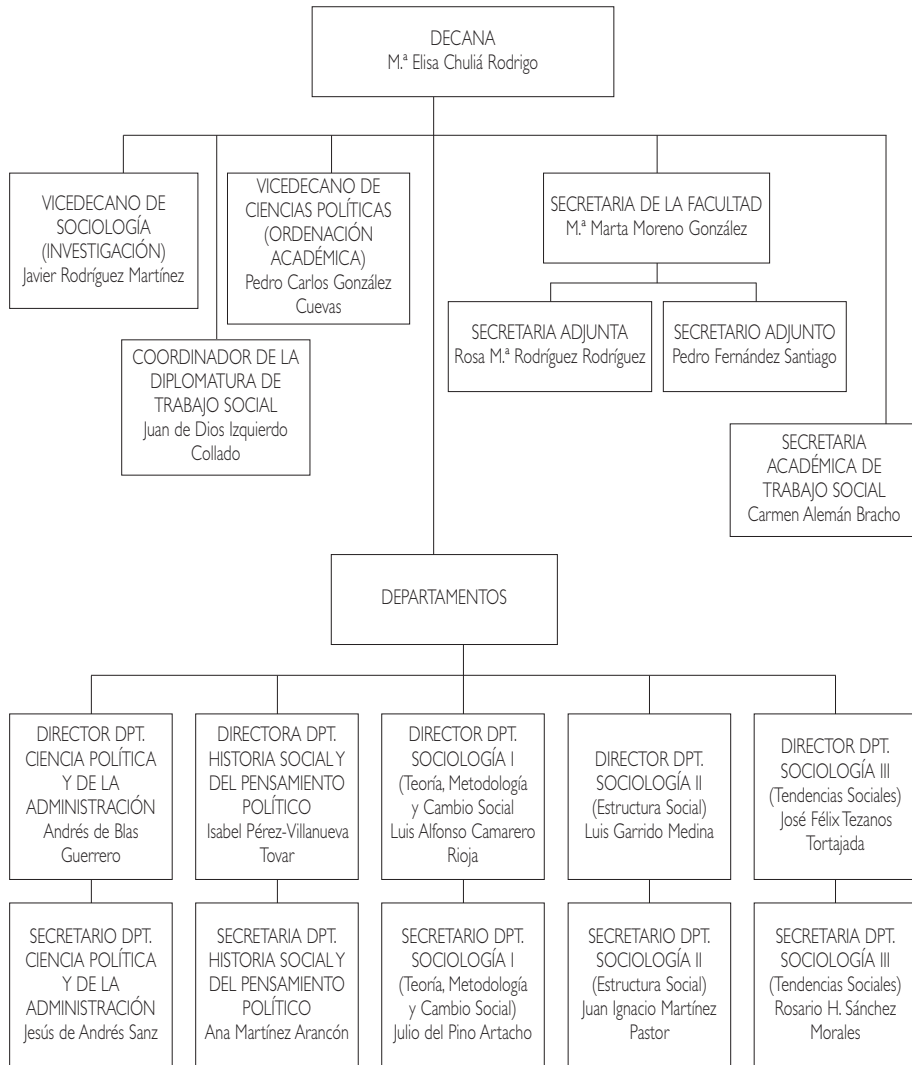 DECANA
M.ª Elisa Chuliá Rodrigo
VICEDECANO DE
SOCIOLOGÍA
(INVESTIGACIÓN)
Javier Rodríguez Martínez
VICEDECANO DE
CIENCIAS POLÍTICAS
(ORDENACIÓN
ACADÉMICA)
Pedro Carlos González
Cuevas
SECRETARIA DE LA FACULTAD
M.ª Marta Moreno González
SECRETARIA ADJUNTA
Rosa M.ª Rodríguez Rodríguez
SECRETARIO ADJUNTO
Pedro Fernández Santiago
COORDINADOR DE LA
DIPLOMATURA DE
TRABAJO SOCIAL
Juan de Dios Izquierdo
Collado
SECRETARIA
ACADÉMICA DE
TRABAJO SOCIAL
Carmen Alemán Bracho
DEPARTAMENTOS
DIRECTOR DPT.
CIENCIA POLÍTICA
Y DE LA
ADMINISTRACIÓN
Andrés de Blas
Guerrero
DIRECTORA DPT.
HISTORIA SOCIAL Y
DEL PENSAMIENTO
POLÍTICO
Isabel Pérez-Villanueva
Tovar
DIRECTOR DPT.
SOCIOLOGÍA I
(Teoría, Metodología
y Cambio Social
Luis Alfonso Camarero
Rioja
DIRECTOR DPT.
SOCIOLOGÍA II
(Estructura Social)
Luis Garrido Medina
DIRECTOR DPT.
SOCIOLOGÍA III
(Tendencias Sociales)
José Félix Tezanos
Tortajada
SECRETARIO DPT.
CIENCIA POLÍTICA
Y DE LA
ADMINISTRACIÓN
Jesús de Andrés Sanz
SECRETARIA DPT.
HISTORIA SOCIAL Y
DEL PENSAMIENTO
POLÍTICO
Ana Martínez Arancón
SECRETARIO DPT.
SOCIOLOGÍA I
(Teoría, Metodología
y Cambio Social)
Julio del Pino Artacho
SECRETARIO DPT.
SOCIOLOGÍA II
(Estructura Social)
Juan Ignacio Martínez
Pastor
SECRETARIA DPT.
SOCIOLOGÍA III
(Tendencias Sociales)
Rosario H. Sánchez
Morales